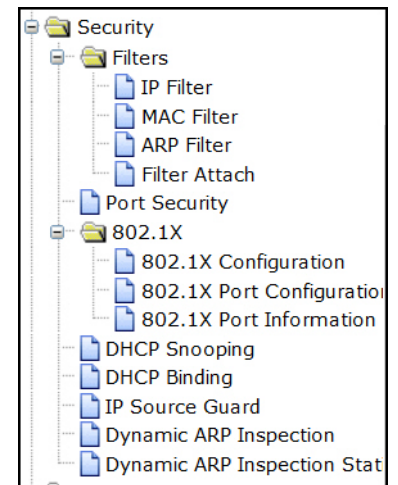 Security
Filters
IP Filter
MAC Filter
ARP Filter
Filter Attach
Port Security
802.1X
802.1X Configuration
802.1X Port Configuration
802.1X Port Information
DHCP Snooping
DHCP Binding
IP Source Guard
Dynamic ARP Inspection
Dynamic ARP Inspection Stat